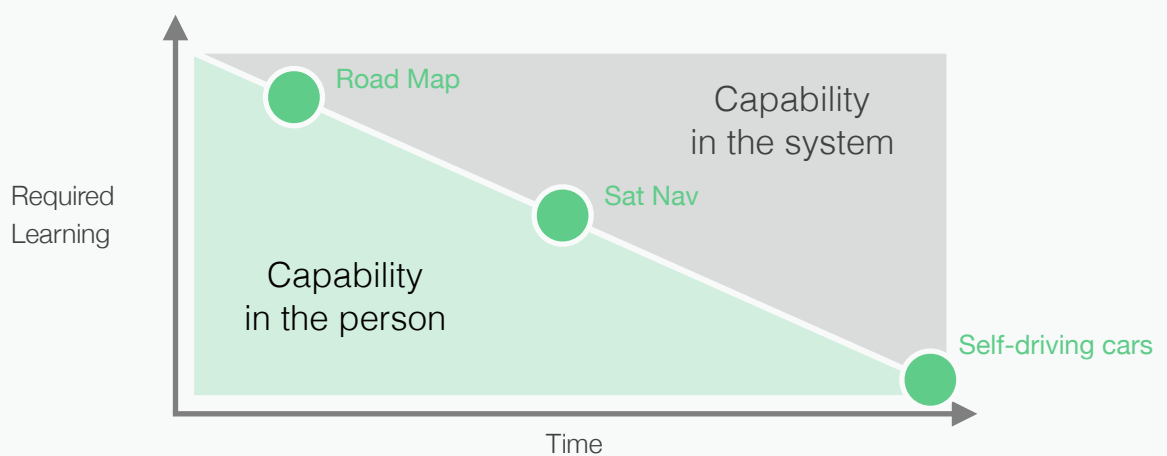 Road Map
Capability
in the system
Required
Learning
Sat Nav
Capability
in the person
Self-driving cars
Time